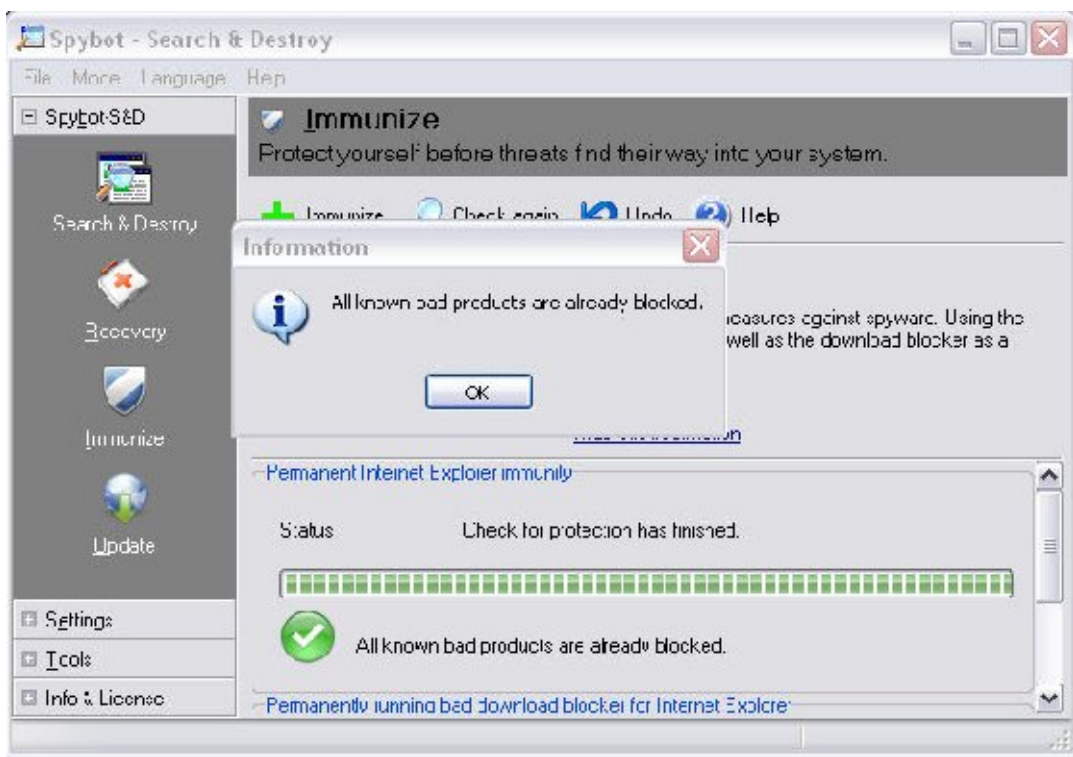 Spybot - Search & Destroy
File Mode Language Help
Spybot-S&D
Immunize
Protect yourself before threats find their way into your system.
Immunize Check again Undo Help
Search & Destroy
Information
All known bad products are already blocked.
measures against spyware. Using the
well as the download blocker as a
Recovery
OK
Immunize
Permanent Internet Explorer immunity
Status Check for protection has finished.
Update
All known bad products are already blocked.
Settings
Tools
Info & License
Permanently running bad download blocker for Internet Explorer